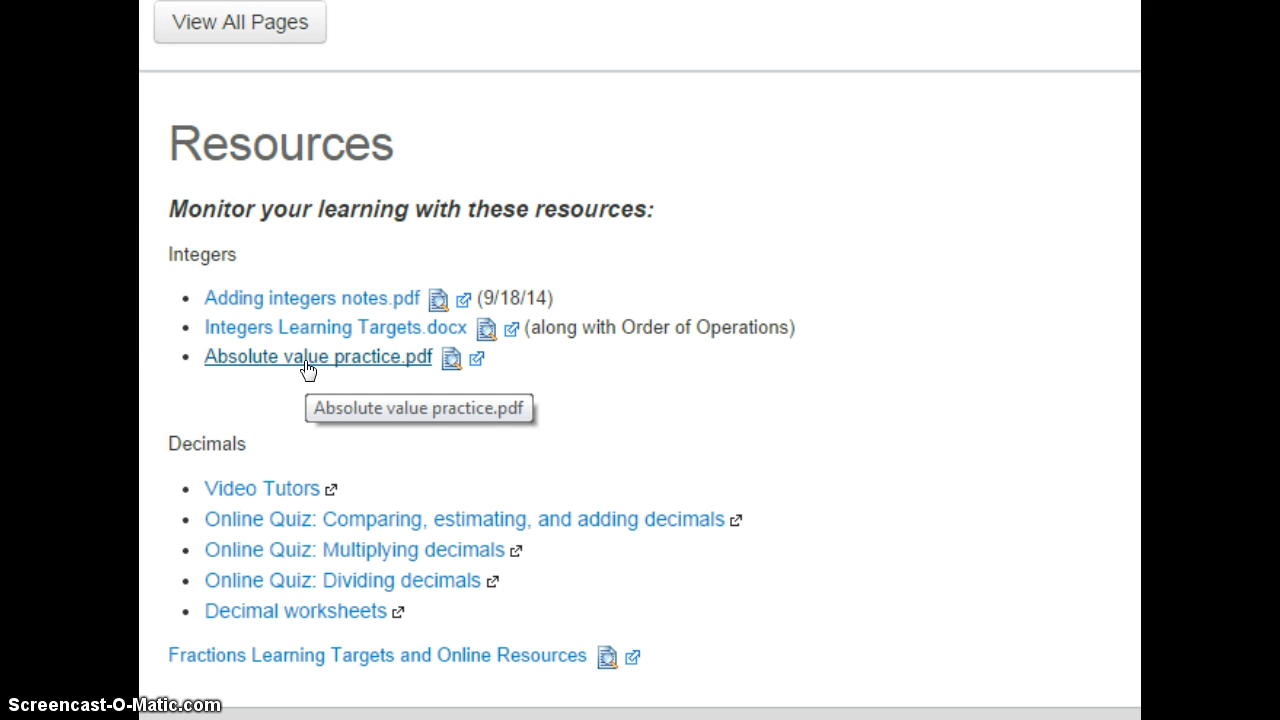 View All Pages
Resources
Monitor your learning with these resources:
Integers
Adding integers notes.pdf (9/18/14)
Integers Learning Targets.docx (along with Order of Operations)
Absolute value practice.pdf
Absolute value practice.pdf
Decimals
Video Tutors
Online Quiz: Comparing, estimating, and adding decimals
Online Quiz: Multiplying decimals
Online Quiz: Dividing decimals
Decimal worksheets
Fractions Learning Targets and Online Resources
Screencast-O-Matic.com